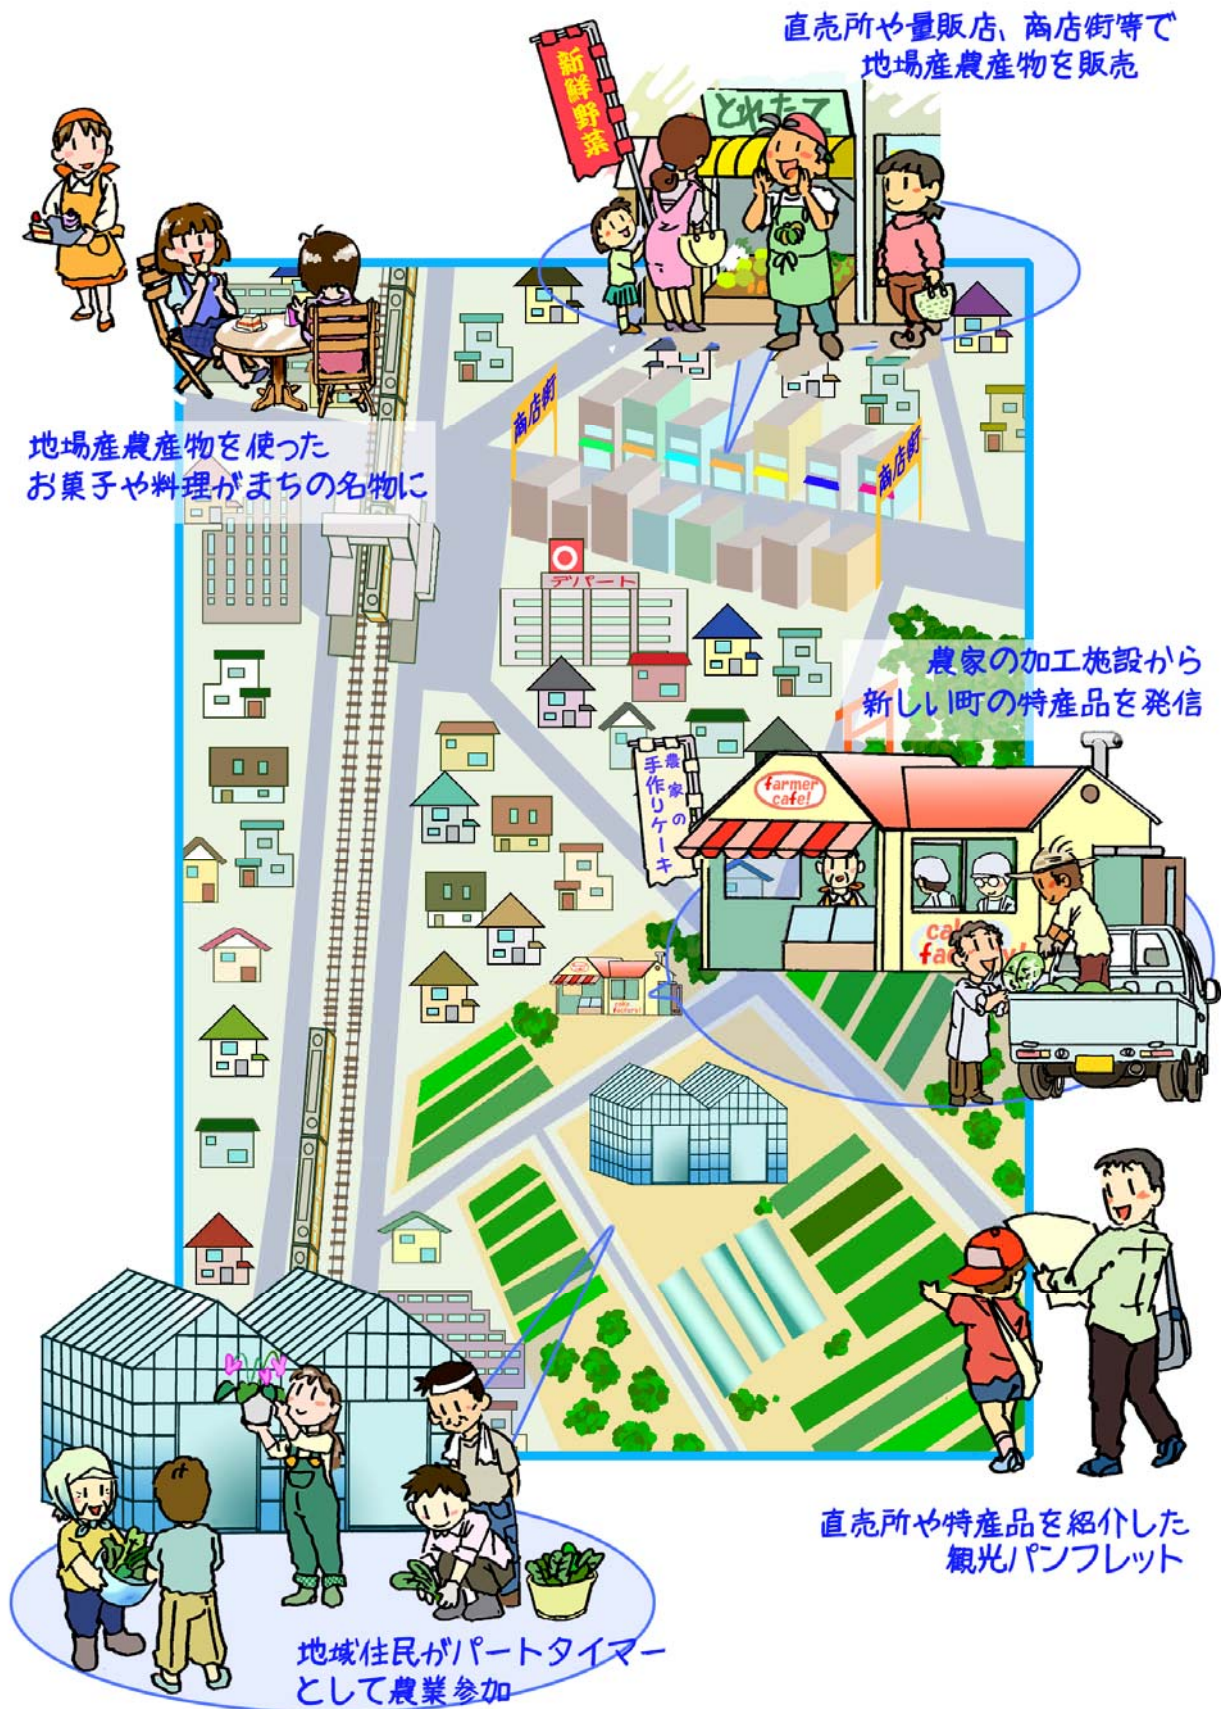 直売所や量販店、商店街等で
地場産農産物を販売
新鮮野菜
とれたて
地場産農産物を使った
お菓子や料理がまちの名物に
商店街
商店街
デパート
農家の加工施設から
新しい町の特産品を発信
農家の
手作りケーキ
farmer
cafe!
cake
factory!
直売所や特産品を紹介した
観光パンフレット
地域住民がパートタイマー
として農業参加